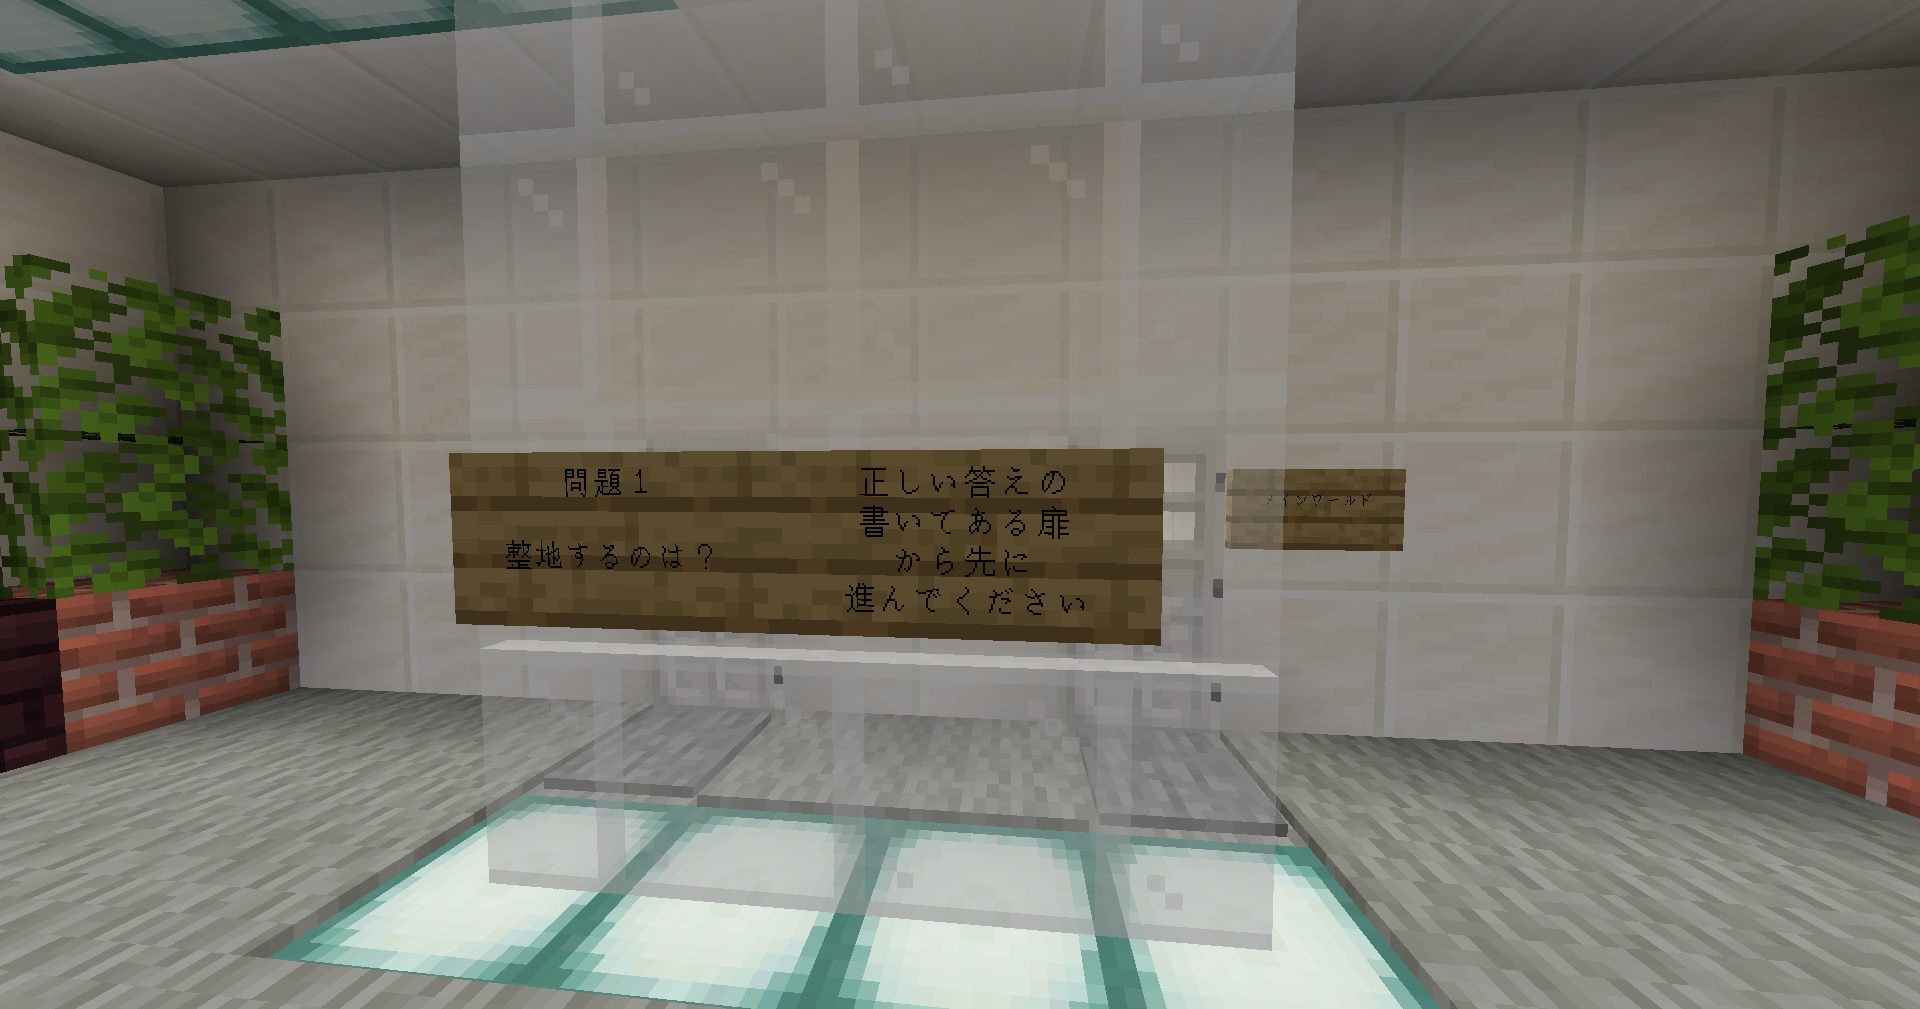 問題1
整地するのは？
正しい答えの
書いてある扉
から先に
進んでください
メインワールド